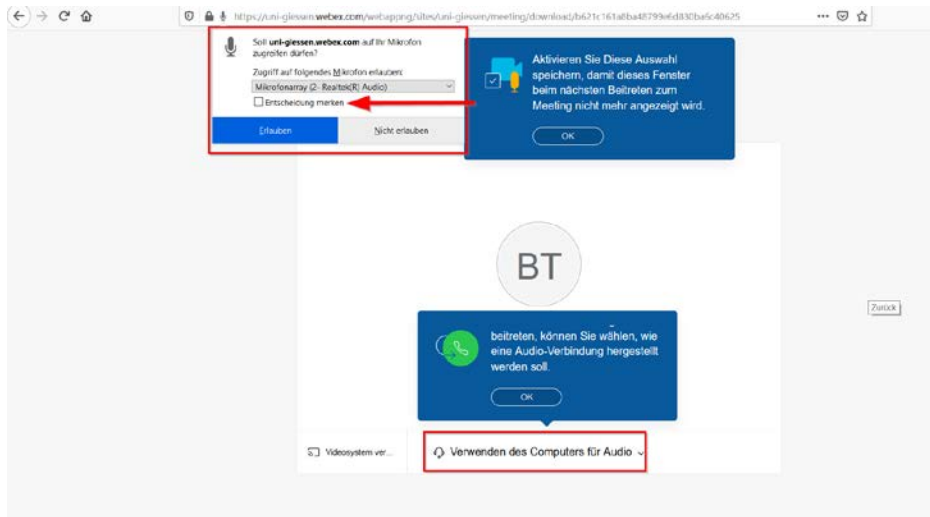 https://uni-giessen.webex.com/webappng/sites/uni-giessen/meeting/download/b621c161a8ba48799e6d830ba5c40625
Soll uni-giessen.webex.com auf Ihr Mikrofon
zugreifen dürfen?
Zugriff auf folgendes Mikrofon erlauben:
Mikrofonarray (2- Realtek(R) Audio)
Entscheidung merken
Erlauben
Nicht erlauben
Aktivieren Sie Diese Auswahl
speichern, damit dieses Fenster
beim nächsten Beitreten zum
Meeting nicht mehr angezeigt wird.
OK
BT
Zurück
beitreten, können Sie wählen, wie
eine Audio-Verbindung hergestellt
werden soll.
OK
Videosystem ver...
Verwenden des Computers für Audio